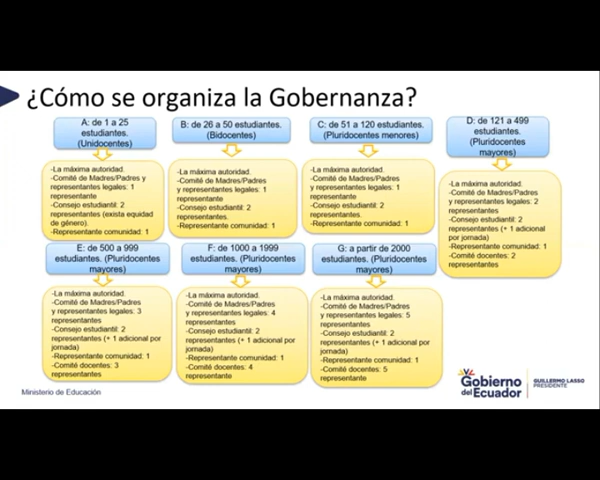 ¿Cómo se organiza la Gobernanza?
A: de 1 a 25
estudiantes.
(Unidocentes)
-La máxima autoridad.
-Comité de Madres/Padres y
representantes legales: 1
representante
-Consejo estudiantil: 2
representantes (exista equidad
de género).
-Representante comunidad: 1
B: de 26 a 50 estudiantes.
(Bidocentes)
-La máxima autoridad.
-Comité de Madres/Padres
y representantes legales: 1
representante
-Consejo estudiantil: 2
representantes.
-Representante comunidad: 1
C: de 51 a 120 estudiantes.
(Pluridocentes menores)
-La máxima autoridad.
-Comité de Madres/Padres
y representantes legales: 1
representante
-Consejo estudiantil: 2
representantes.
-Representante comunidad: 1
D: de 121 a 499
estudiantes.
(Pluridocentes
mayores)
-La máxima autoridad.
-Comité de Madres/Padres
y representantes legales: 2
representantes
-Consejo estudiantil: 2
representantes (+ 1 adicional
por jornada)
-Representante comunidad: 1
-Comité docentes: 2
representantes
E: de 500 a 999
estudiantes. (Pluridocentes
mayores)
-La máxima autoridad.
-Comité de Madres/Padres
y representantes legales: 3
representantes
-Consejo estudiantil: 2
representantes (+ 1 adicional por
jornada)
-Representante comunidad: 1
-Comité docentes: 3
representantes
F: de 1000 a 1999
estudiantes. (Pluridocentes
mayores)
-La máxima autoridad.
-Comité de Madres/Padres
y representantes legales: 4
representantes
-Consejo estudiantil: 2
representantes (+ 1 adicional por
jornada)
-Representante comunidad: 1
-Comité docentes: 4
representante
G: a partir de 2000
estudiantes. (Pluridocentes
mayores)
-La máxima autoridad.
-Comité de Madres/Padres
y representantes legales: 5
representantes
-Consejo estudiantil: 2
representantes (+ 1 adicional por
jornada)
-Representante comunidad: 1
-Comité docentes: 5
representante
Ministerio de Educación
Gobierno
del Ecuador
GUILLERMO LASSO
PRESIDENTE